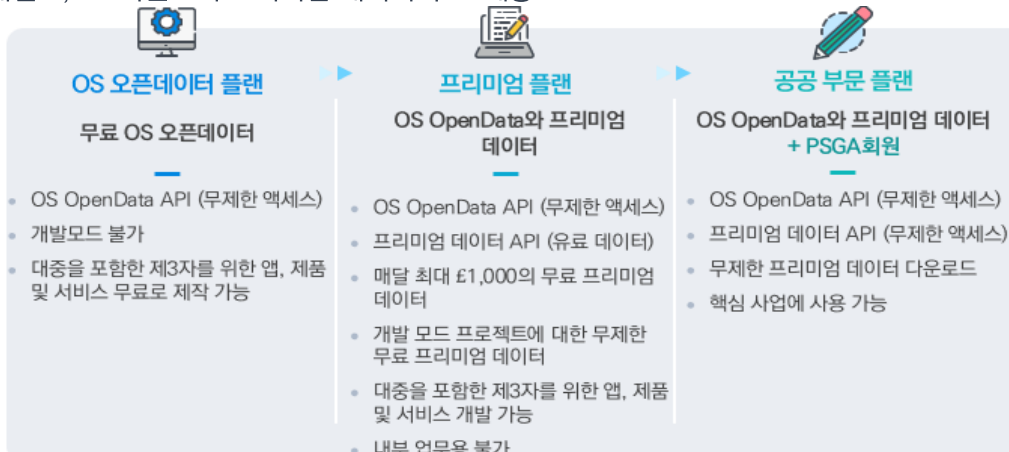 OS 오픈데이터 플랜
무료 OS 오픈데이터
OS OpenData API (무제한 액세스)
개발모드 불가
대중을 포함한 제3자를 위한 앱, 제품
및 서비스 무료로 제작 가능
프리미엄 플랜
OS OpenData와 프리미엄
데이터
OS OpenData API (무제한 액세스)
프리미엄 데이터 API (유료 데이터)
매달 최대 £1,000의 무료 프리미엄
데이터
개발 모드 프로젝트에 대한 무제한
무료 프리미엄 데이터
대중을 포함한 제3자를 위한 앱, 제품
및 서비스 개발 가능
내부 업무용 불가
공공 부문 플랜
OS OpenData와 프리미엄 데이터
+ PSGA회원
OS OpenData API (무제한 액세스)
프리미엄 데이터 API (무제한 액세스)
무제한 프리미엄 데이터 다운로드
핵심 사업에 사용 가능